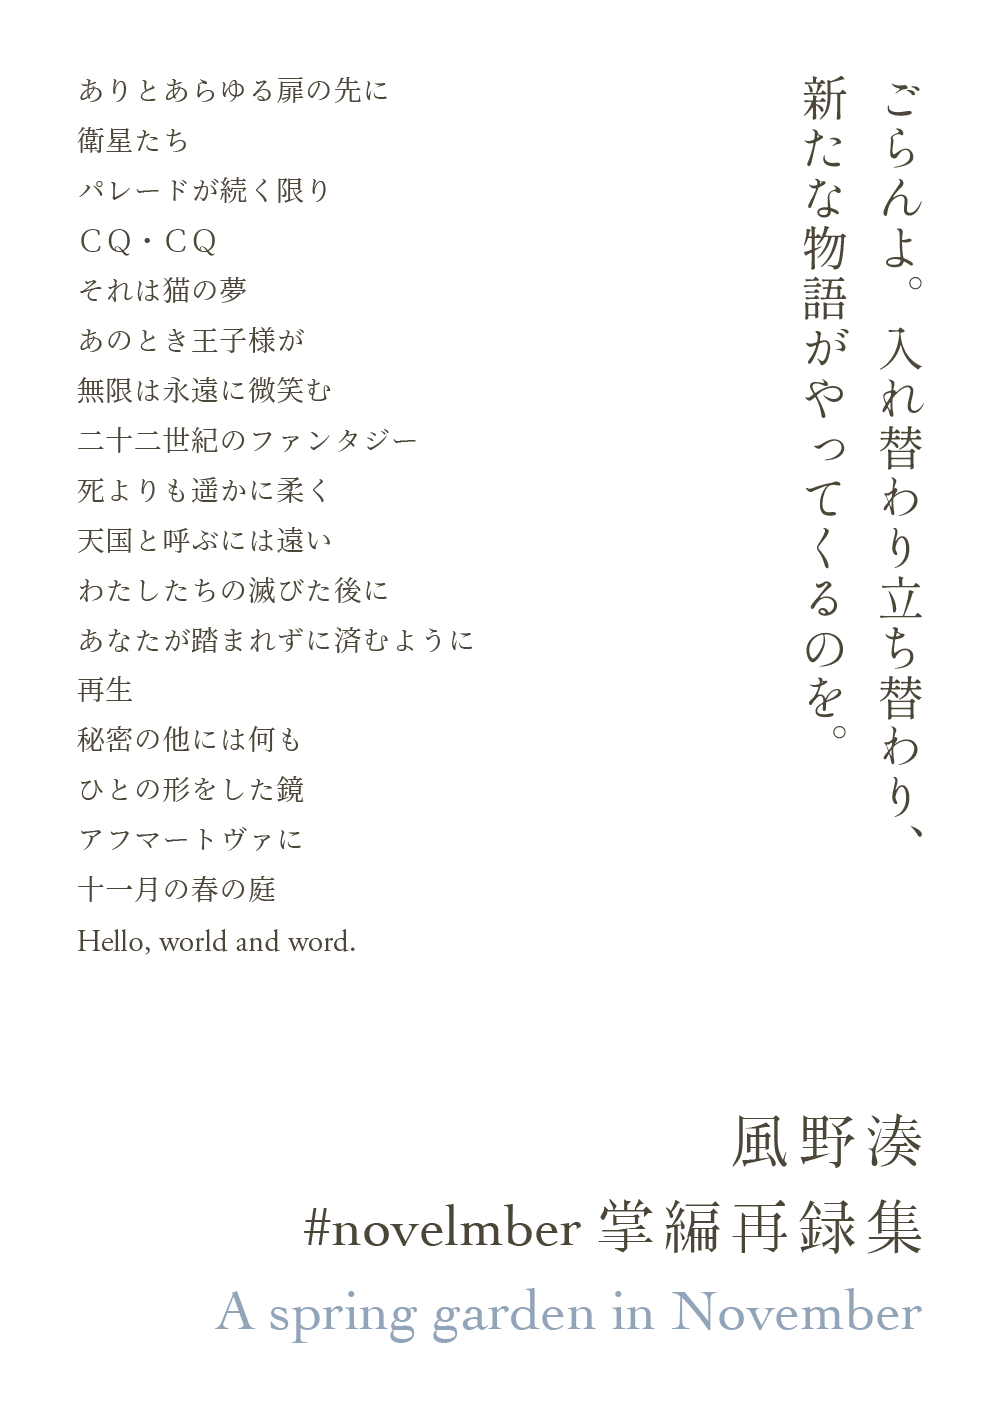 ごらんよ。入れ替わり立ち替わり、
新たな物語がやってくるのを。
ありとあらゆる扉の先に
衛星たち
パレードが続く限り
ＣＱ・ＣＱ
それは猫の夢
あのとき王子様が
無限は永遠に微笑む
二十二世紀のファンタジー
死よりも遥かに柔く
天国と呼ぶには遠い
わたしたちの滅びた後に
あなたが踏まれずに済むように
再生
秘密の他には何も
ひとの形をした鏡
アフマートヴァに
十一月の春の庭
Hello, world and word.
風野湊
#novelmber 掌編再録集
A spring garden in November